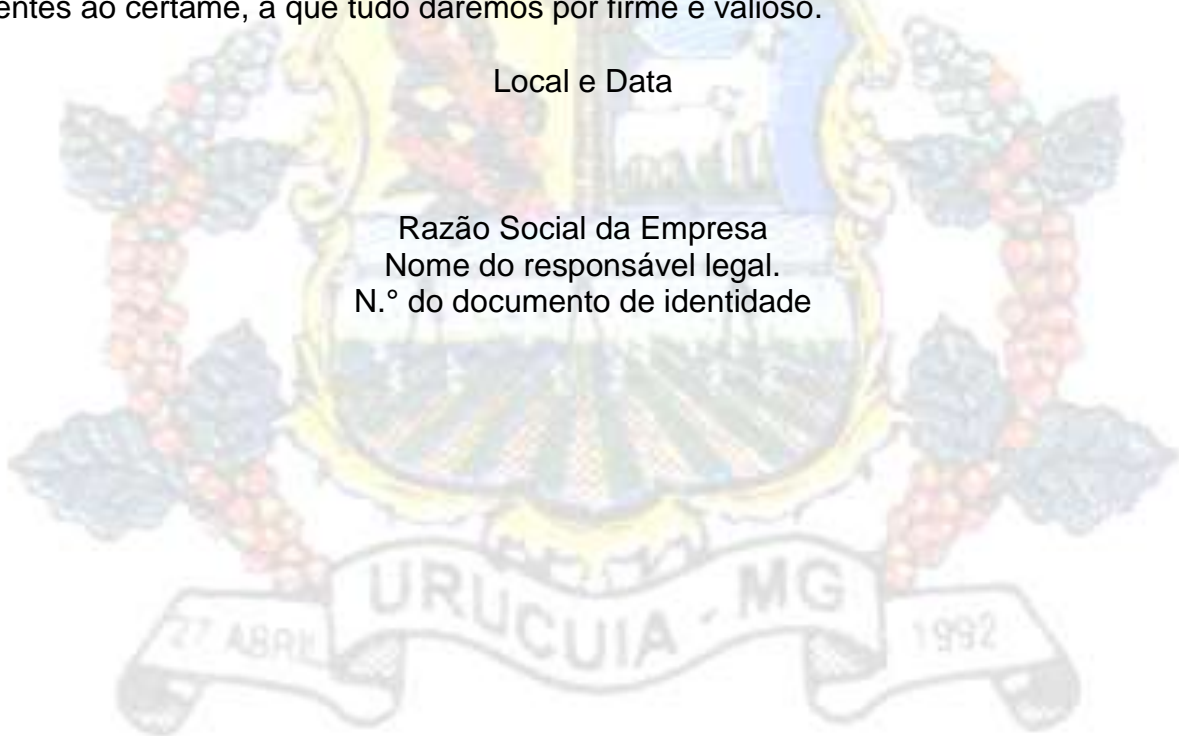 entes ao certame, a que tudo daremos por firme e valioso.
Local e Data
Razão Social da Empresa
Nome do responsável legal.
N.° do documento de identidade
URUCUIA - MG
27 ABRIL 1992